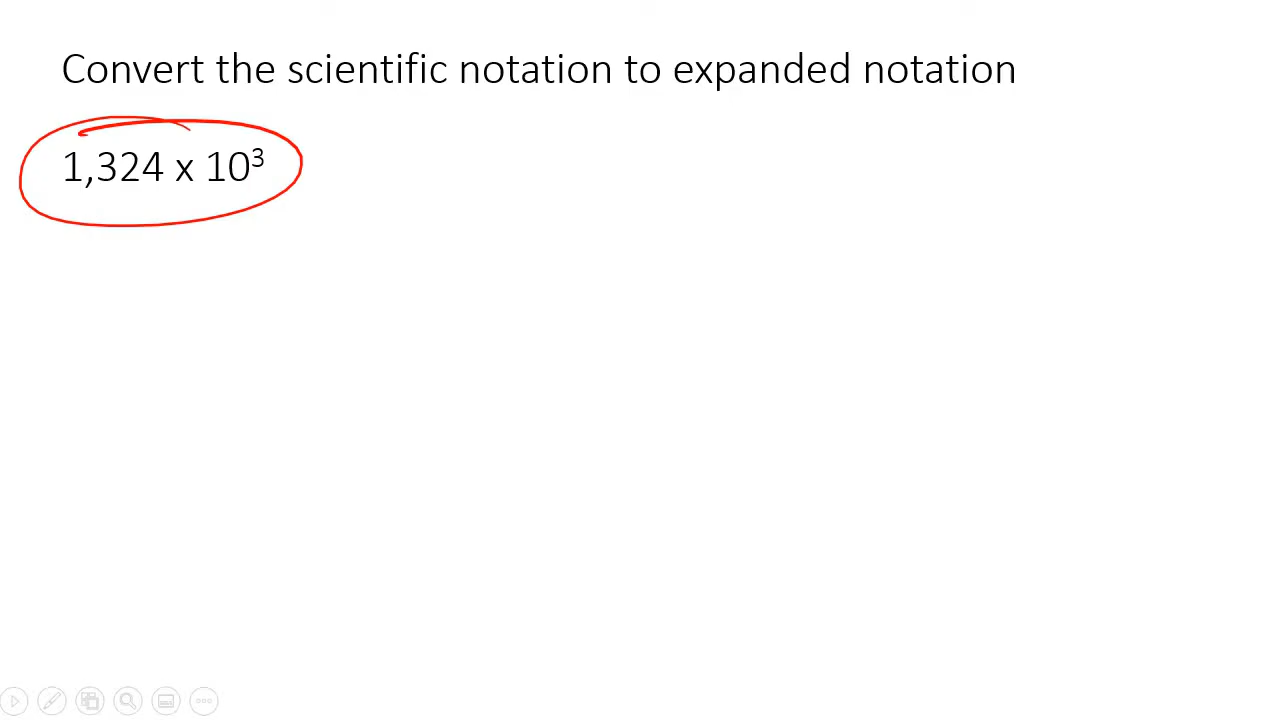 Convert the scientific notation to expanded notation
1,324 x 10³